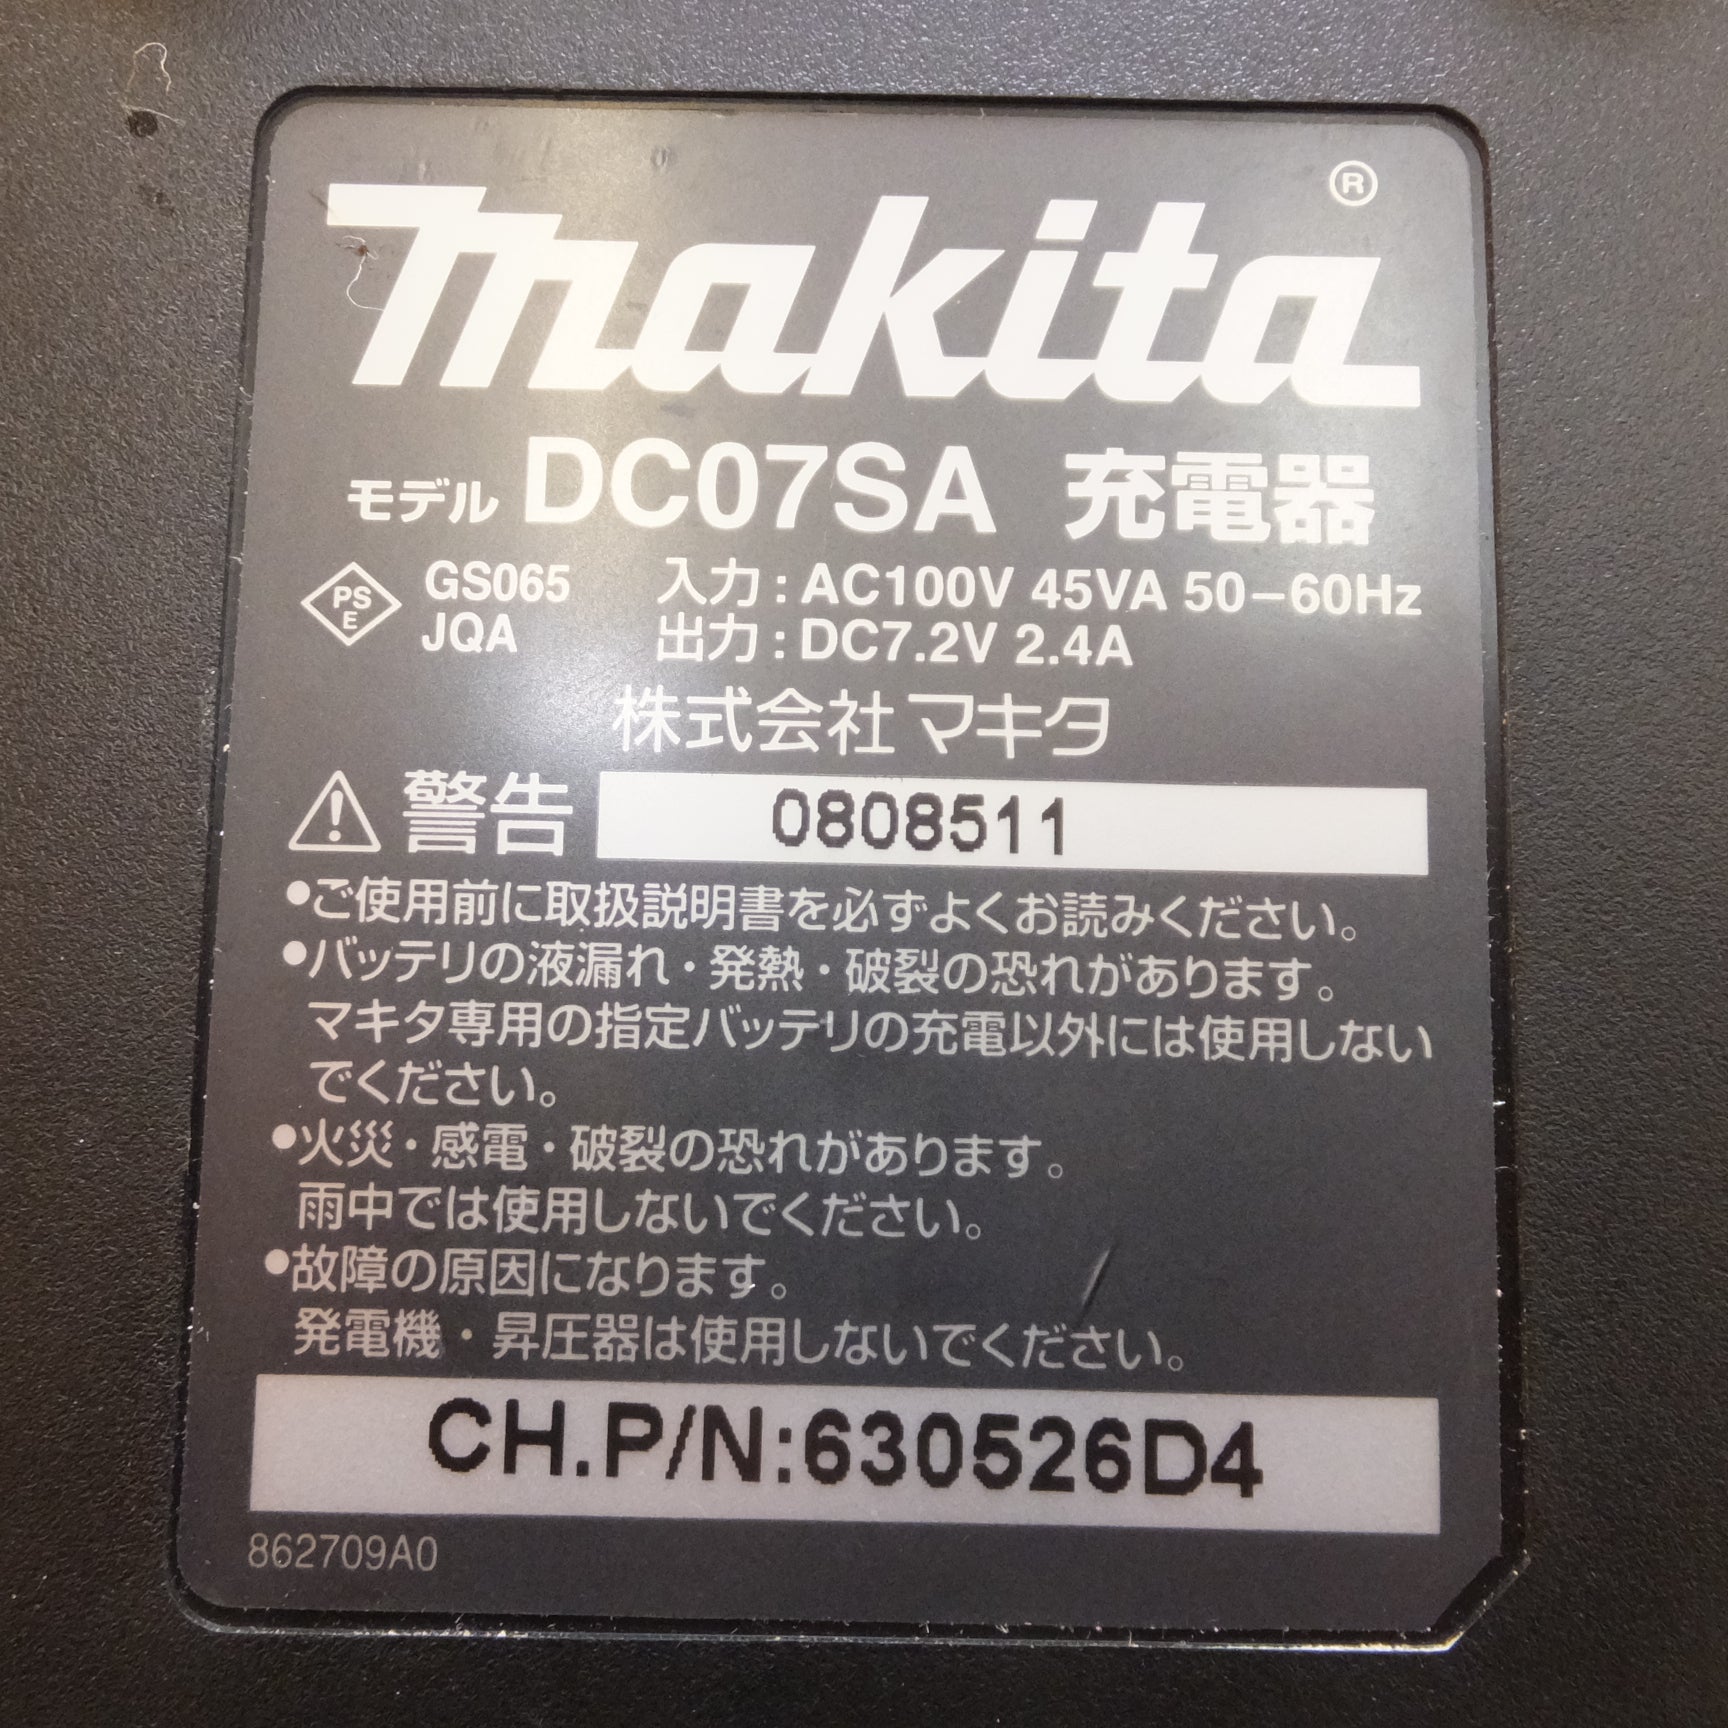 makita®
モデル DC07SA 充電器
PS E GS065 入力：AC100V 45VA 50–60Hz
JQA 出力：DC7.2V 2.4A
株式会社マキタ
警告 0808511
•ご使用前に取扱説明書を必ずよくお読みください。
•バッテリの液漏れ・発熱・破裂の恐れがあります。
マキタ専用の指定バッテリの充電以外には使用しない
でください。
•火災・感電・破裂の恐れがあります。
雨中では使用しないでください。
•故障の原因になります。
発電機・昇圧器は使用しないでください。
CH.P/N:630526D4
862709A0